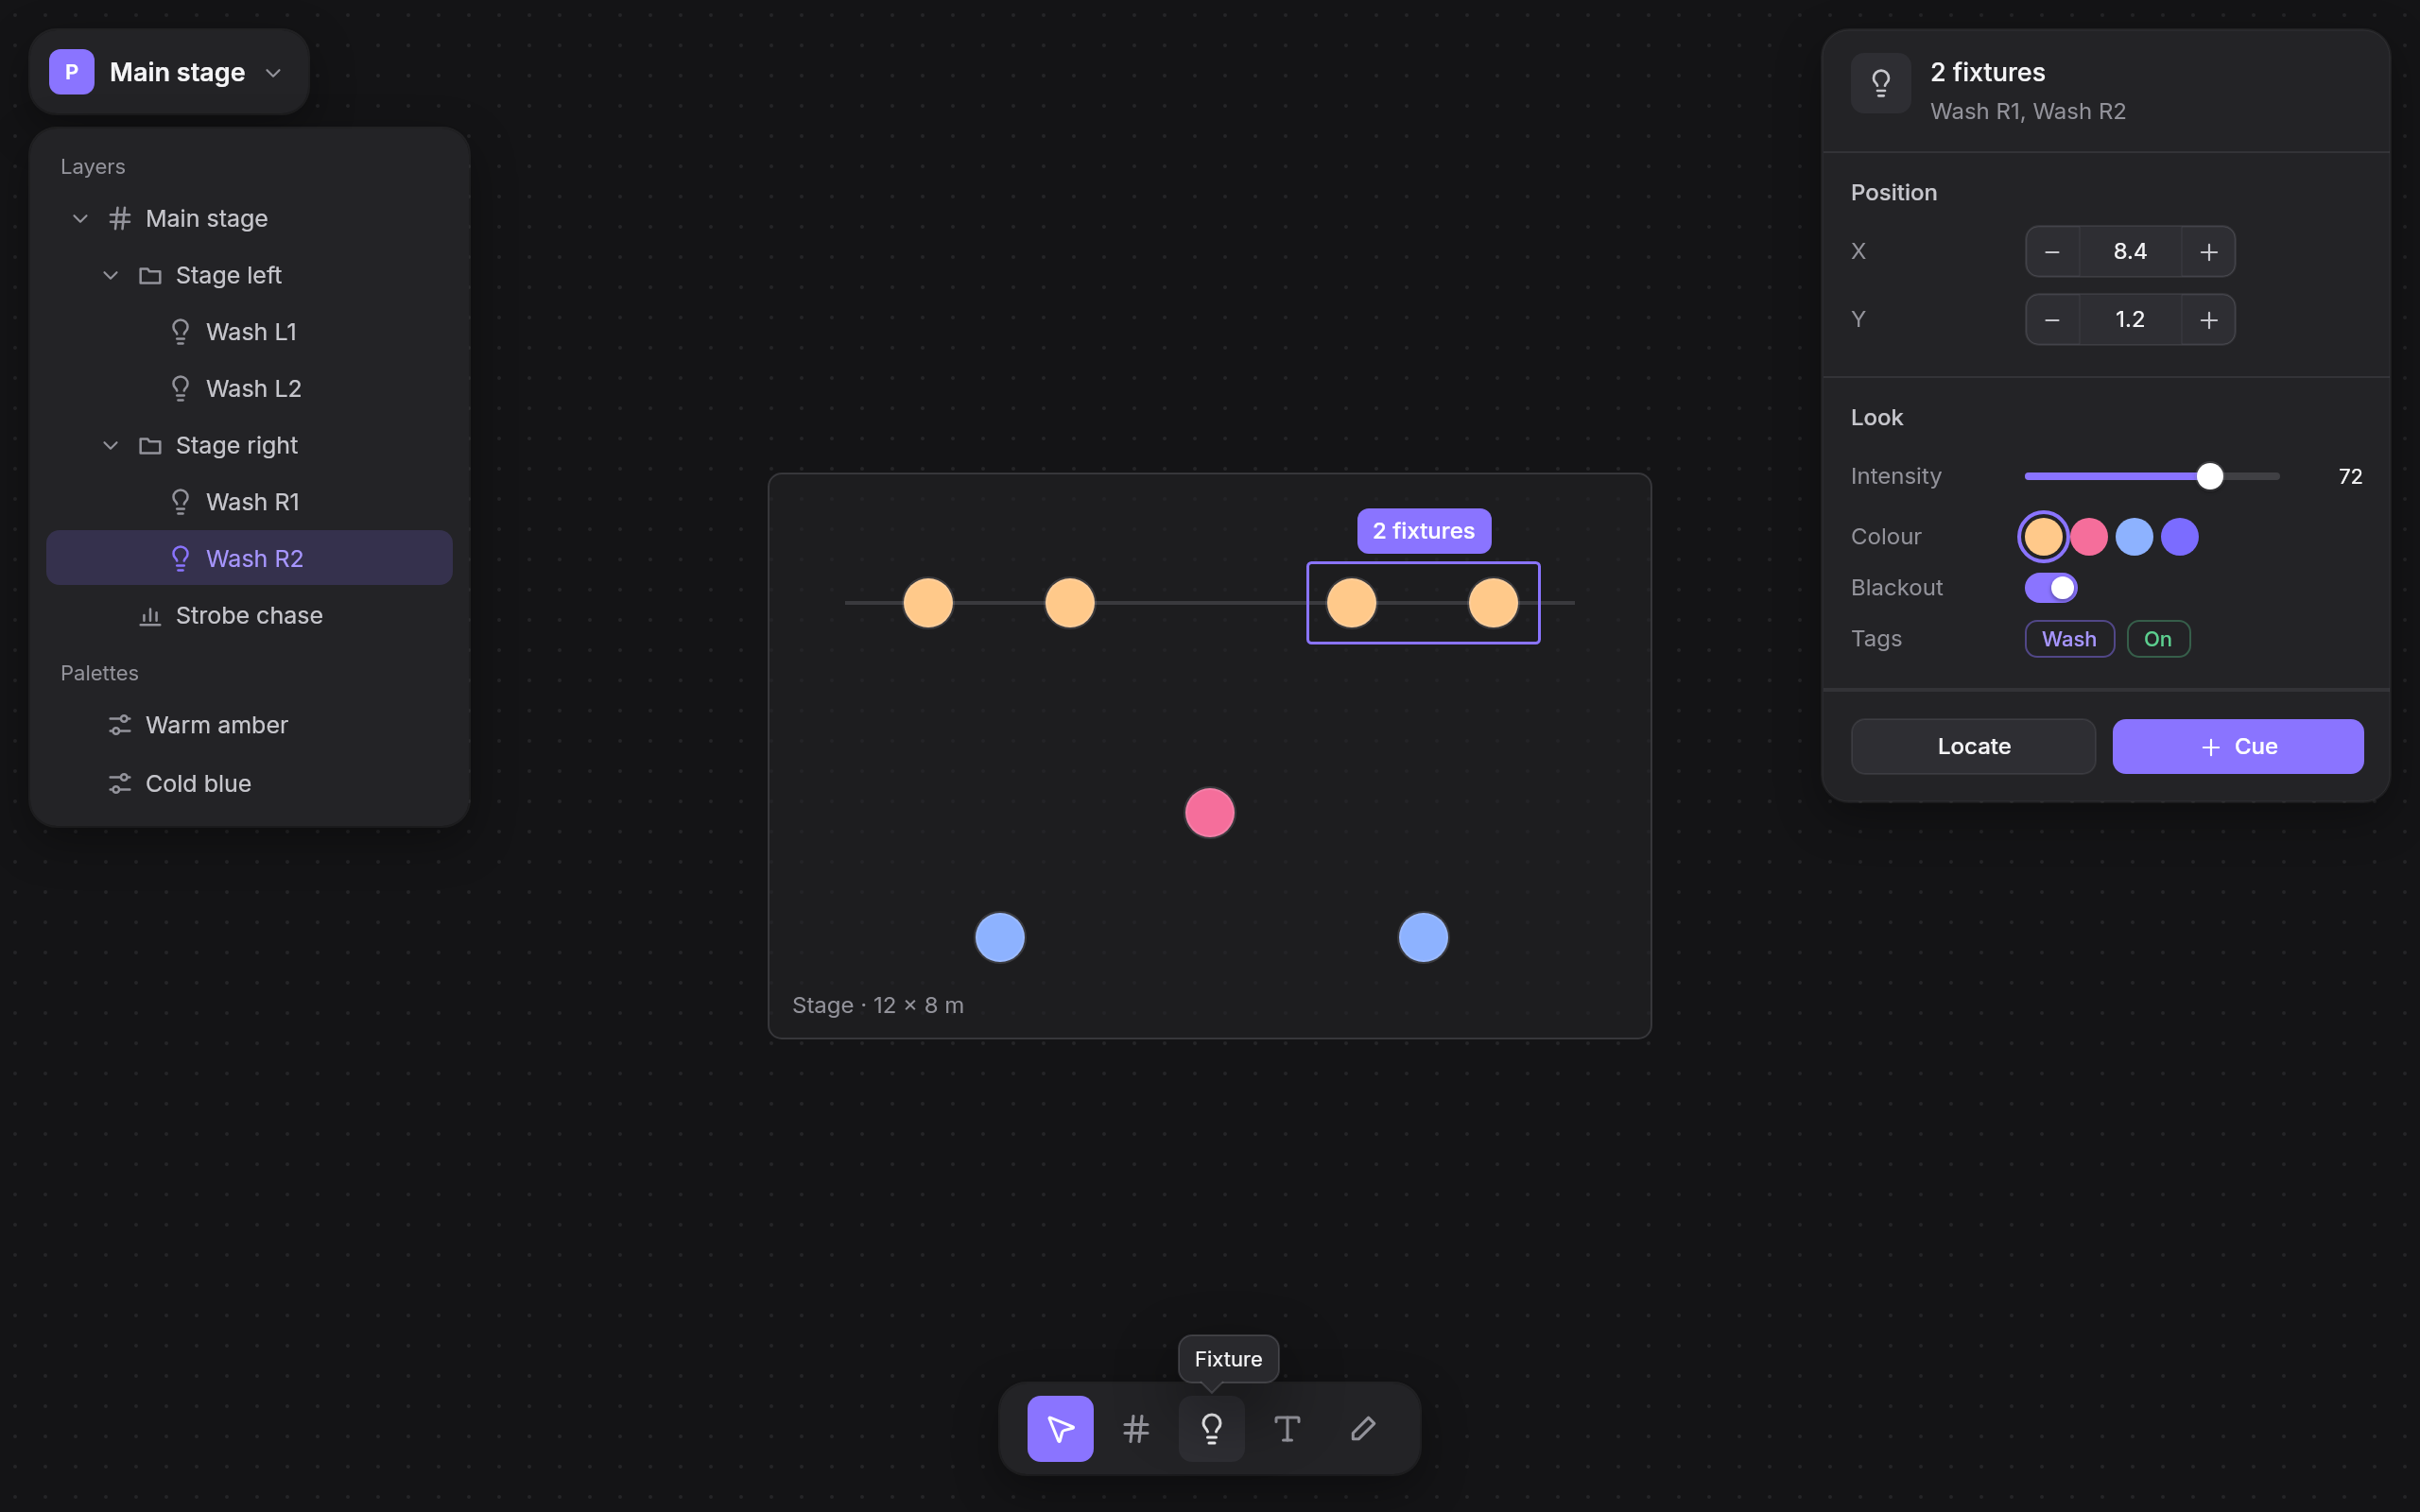 P Main stage
Layers
Main stage
Stage left
Wash L1
Wash L2
Stage right
Wash R1
Wash R2
Strobe chase
Palettes
Warm amber
Cold blue
2 fixtures
Stage · 12 × 8 m
Fixture
2 fixtures
Wash R1, Wash R2
Position
X 8.4
Y 1.2
Look
Intensity 72
Colour
Blackout
Tags Wash On
Locate Cue